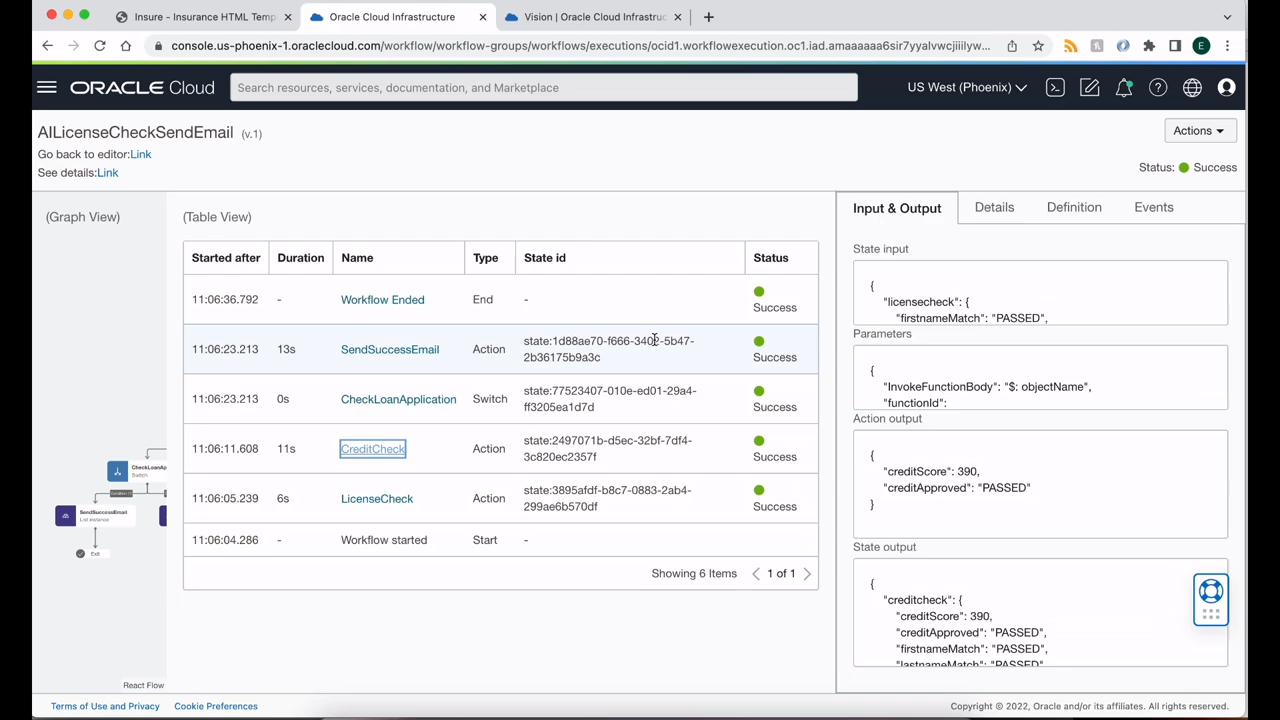 Insure - Insurance HTML Temp
Oracle Cloud Infrastructure
Vision | Oracle Cloud Infrastruc
console.us-phoenix-1.oraclecloud.com/workflow/workflow-groups/workflows/executions/ocid1.workflowexecution.oc1.iad.amaaaaaa6sir7yyalvwcjiiilyw...
E
ORACLE Cloud
Search resources, services, documentation, and Marketplace
US West (Phoenix)
AILicenseCheckSendEmail (v.1)
Actions
Go back to editor:Link
See details:Link
Status: Success
(Graph View)
(Table View)
Input & Output Details Definition Events
Started after Duration Name Type State id Status
11:06:36.792 - Workflow Ended End - Success
11:06:23.213 13s SendSuccessEmail Action state:1d88ae70-f666-3402-5b47-
2b36175b9a3c Success
11:06:23.213 0s CheckLoanApplication Switch state:77523407-010e-ed01-29a4-
ff3205ea1d7d Success
11:06:11.608 11s CreditCheck Action state:2497071b-d5ec-32bf-7df4-
3c820ec2357f Success
11:06:05.239 6s LicenseCheck Action state:3895afdf-b8c7-0883-2ab4-
299ae6b570df Success
11:06:04.286 - Workflow started Start -
Showing 6 Items 1 of 1
CheckLoanAp
Switch
SendSuccessEmail
List instance
Exit
React Flow
State input
{
"licensecheck": {
"firstnameMatch": "PASSED",
Parameters
{
"InvokeFunctionBody": "$: objectName",
"functionId":
Action output
{
"creditScore": 390,
"creditApproved": "PASSED"
}
State output
{
"creditcheck": {
"creditScore": 390,
"creditApproved": "PASSED",
"firstnameMatch": "PASSED",
"lastnameMatch": "PASSED"
Terms of Use and Privacy Cookie Preferences
Copyright © 2022, Oracle and/or its affiliates. All rights reserved.